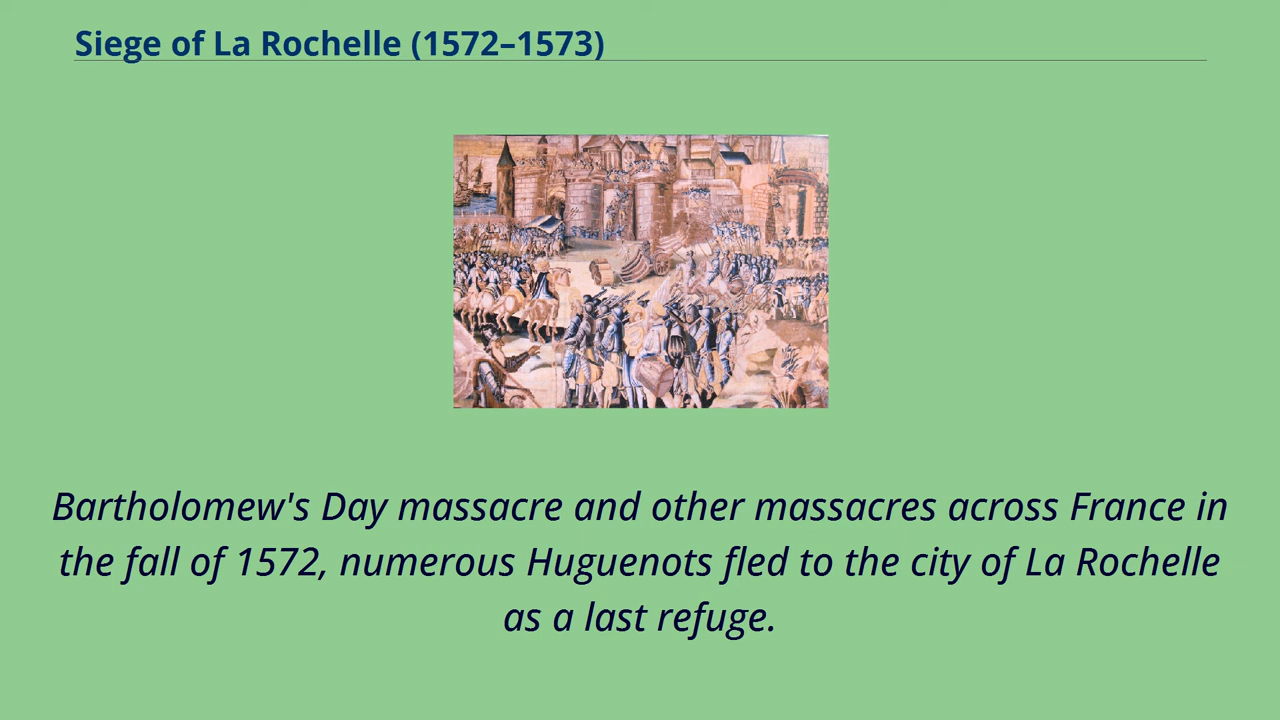 Siege of La Rochelle (1572–1573)
Bartholomew's Day massacre and other massacres across France in
the fall of 1572, numerous Huguenots fled to the city of La Rochelle
as a last refuge.